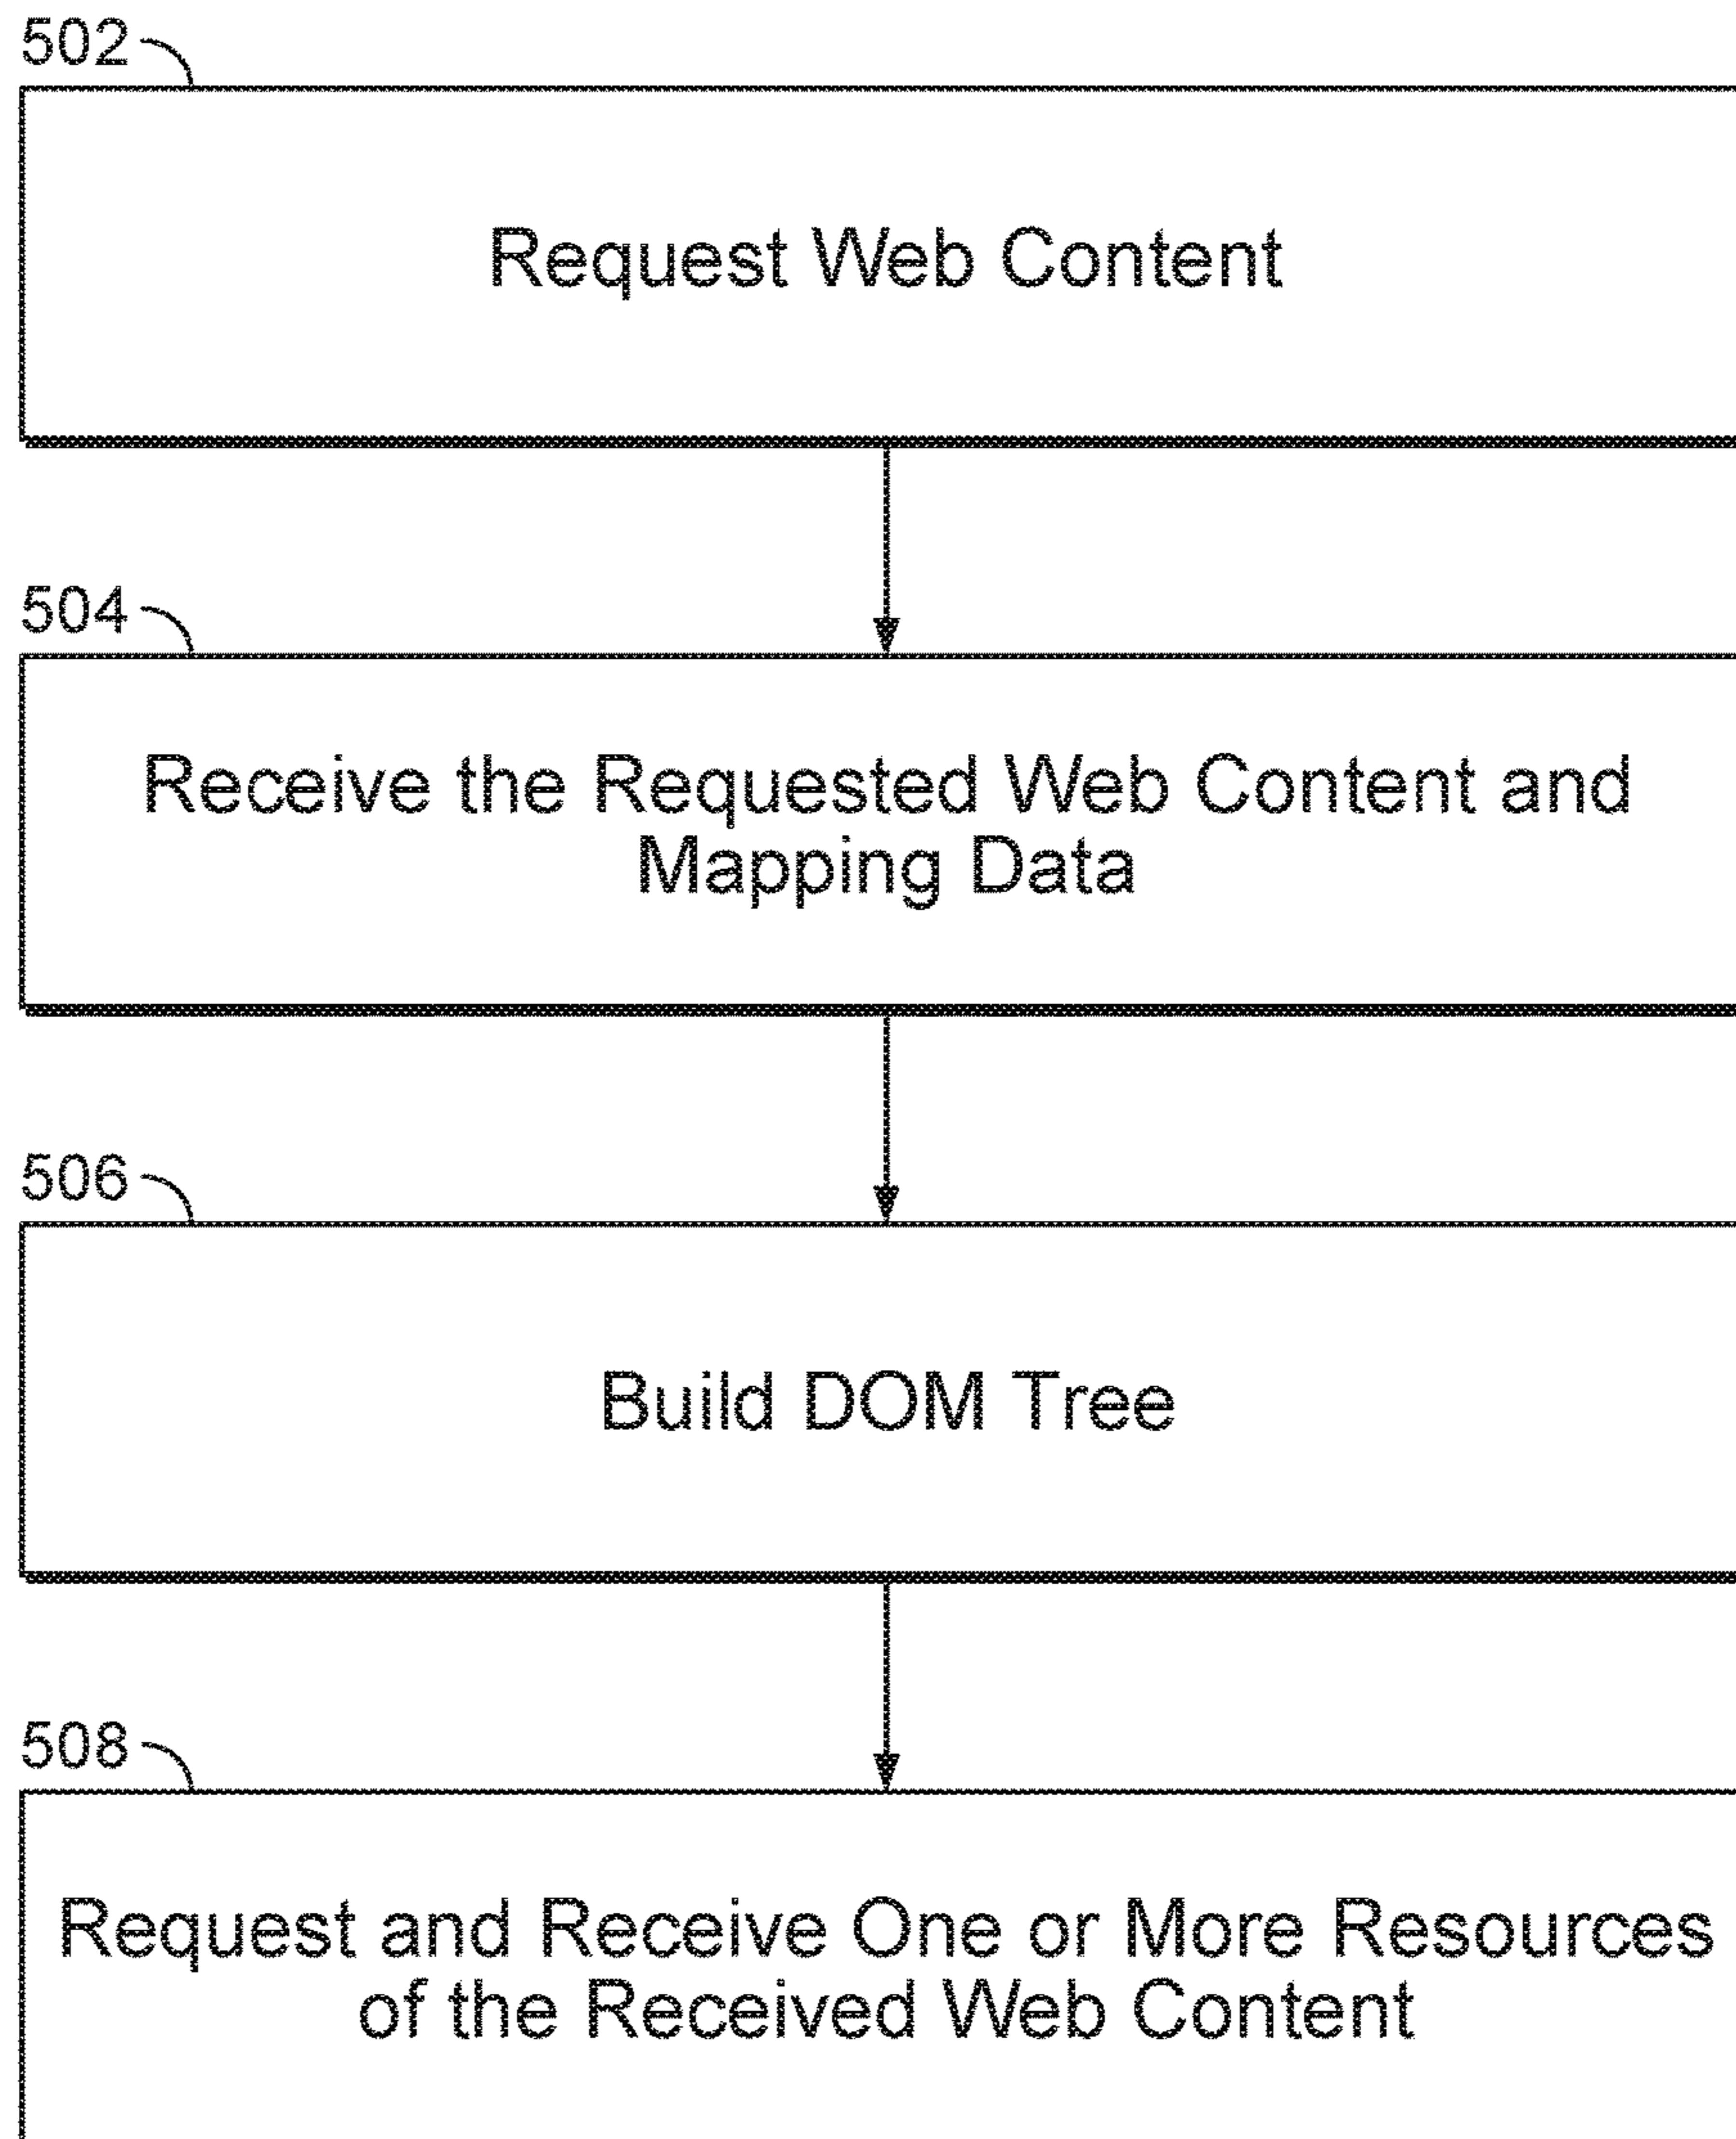 502
Request Web Content
504
Receive the Requested Web Content and
Mapping Data
506
Build DOM Tree
508
Request and Receive One or More Resources
of the Received Web Content